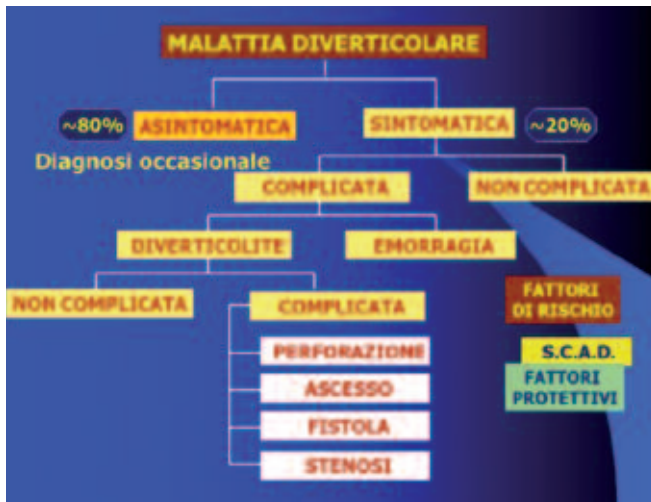 MALATTIA DIVERTICOLARE
~80% ASINTOMATICA
SINTOMATICA ~20%
Diagnosi occasionale
COMPLICATA
NON COMPLICATA
DIVERTICOLITE
EMORRAGIA
NON COMPLICATA
COMPLICATA
FATTORI
DI RISCHIO
PERFORAZIONE
S.C.A.D.
ASCESSO
FATTORI
PROTETTIVI
FISTOLA
STENOSI